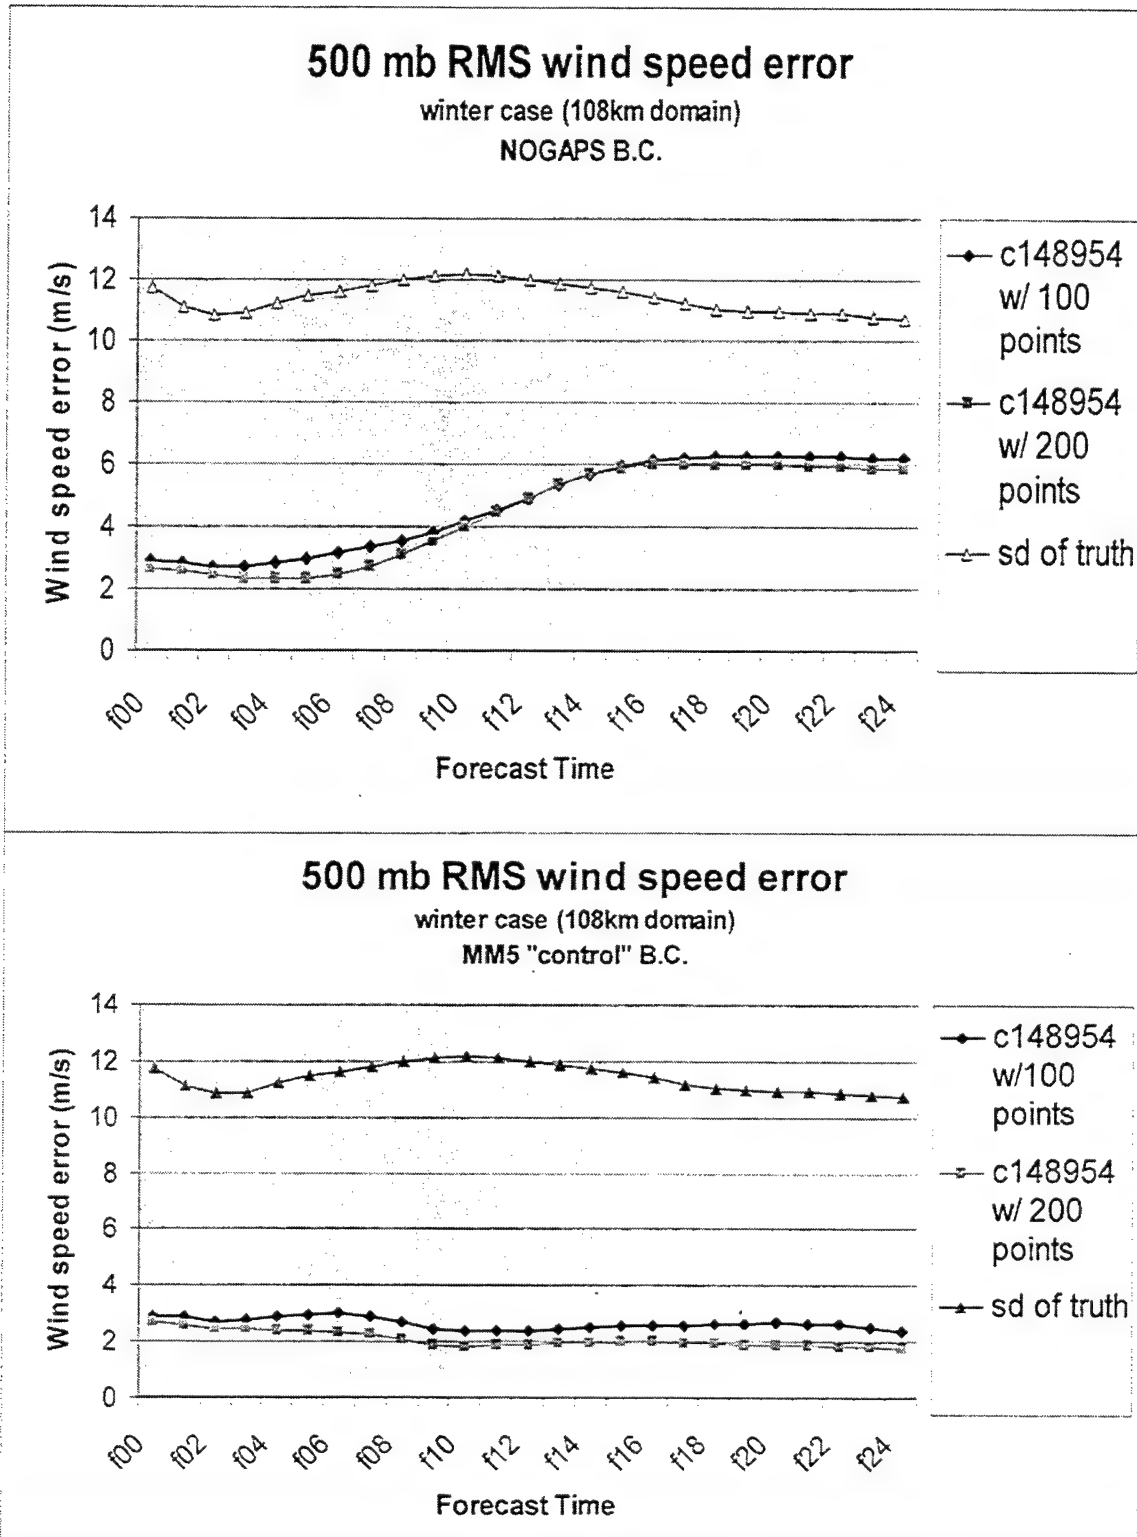 500 mb RMS wind speed error
winter case (108km domain)
NOGAPS B.C.
14
12
10
8
6
4
2
0
Wind speed error (m/s)
f00
f02
f04
f06
f08
f10
f12
f14
f16
f18
f20
f22
f24
Forecast Time
c148954
w/ 100
points
c148954
w/ 200
points
sd of truth
500 mb RMS wind speed error
winter case (108km domain)
MM5 "control" B.C.
14
12
10
8
6
4
2
0
Wind speed error (m/s)
f00
f02
f04
f06
f08
f10
f12
f14
f16
f18
f20
f22
f24
Forecast Time
c148954
w/100
points
c148954
w/ 200
points
sd of truth